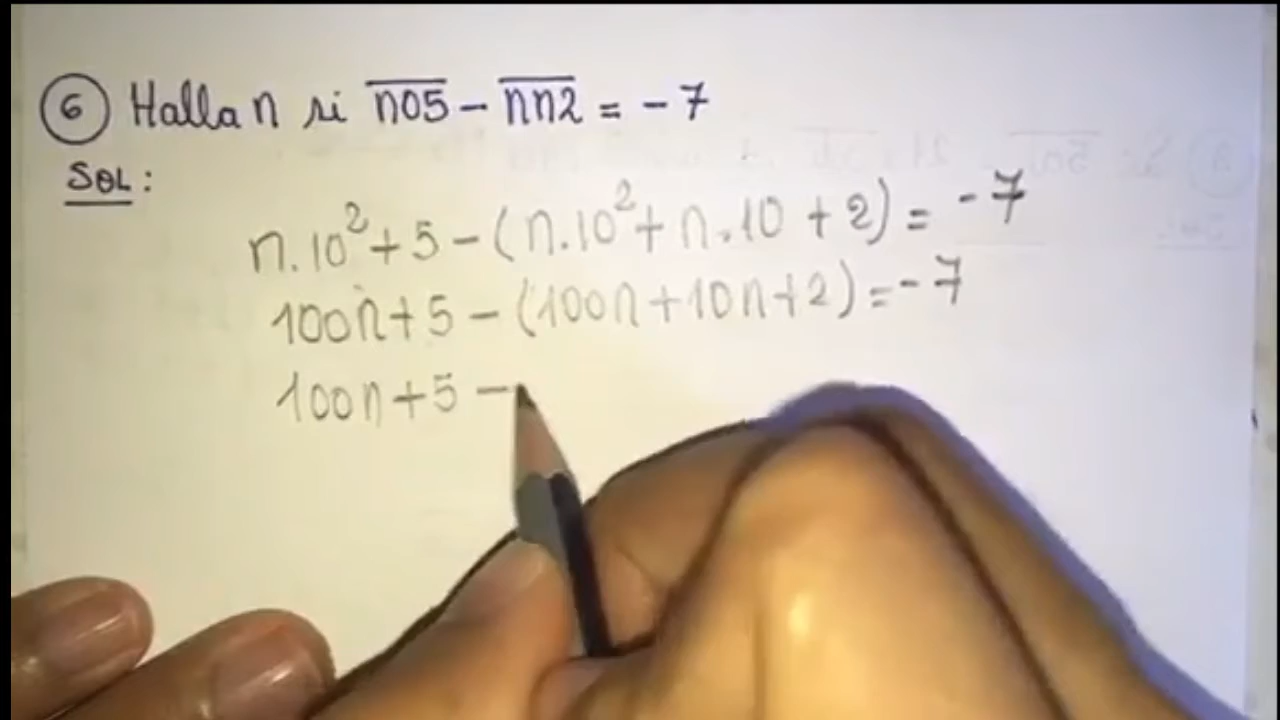 6 Halla n si n05 - nn2 = - 7
SOL:
n.10² + 5 - (n.10² + n.10 + 2) = - 7
100n + 5 - (100n + 10n + 2) = - 7
100n + 5 -